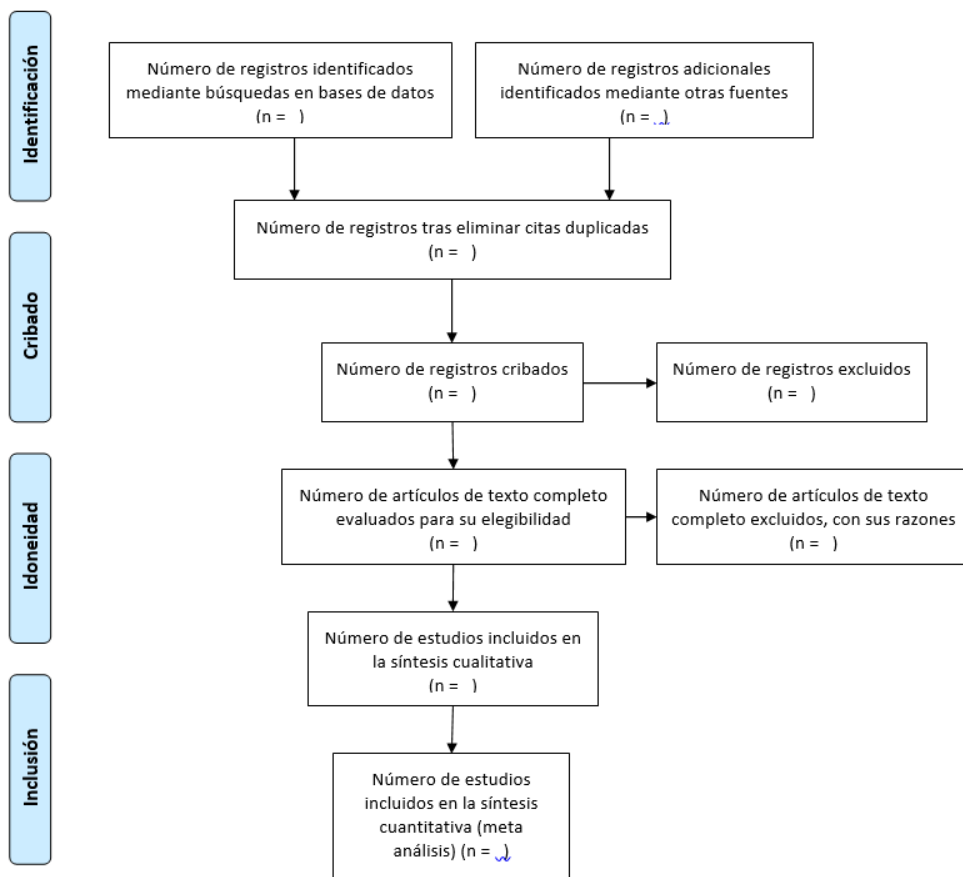 Identificación
Número de registros identificados
mediante búsquedas en bases de datos
(n =   )
Número de registros adicionales
identificados mediante otras fuentes
(n =   )
Número de registros tras eliminar citas duplicadas
(n =   )
Cribado
Número de registros cribados
(n =   )
Número de registros excluidos
(n =   )
Idoneidad
Número de artículos de texto completo
evaluados para su elegibilidad
(n =   )
Número de artículos de texto
completo excluidos, con sus razones
(n =   )
Número de estudios incluidos en
la síntesis cualitativa
(n =   )
Inclusión
Número de estudios
incluidos en la síntesis
cuantitativa (meta
análisis) (n =   )